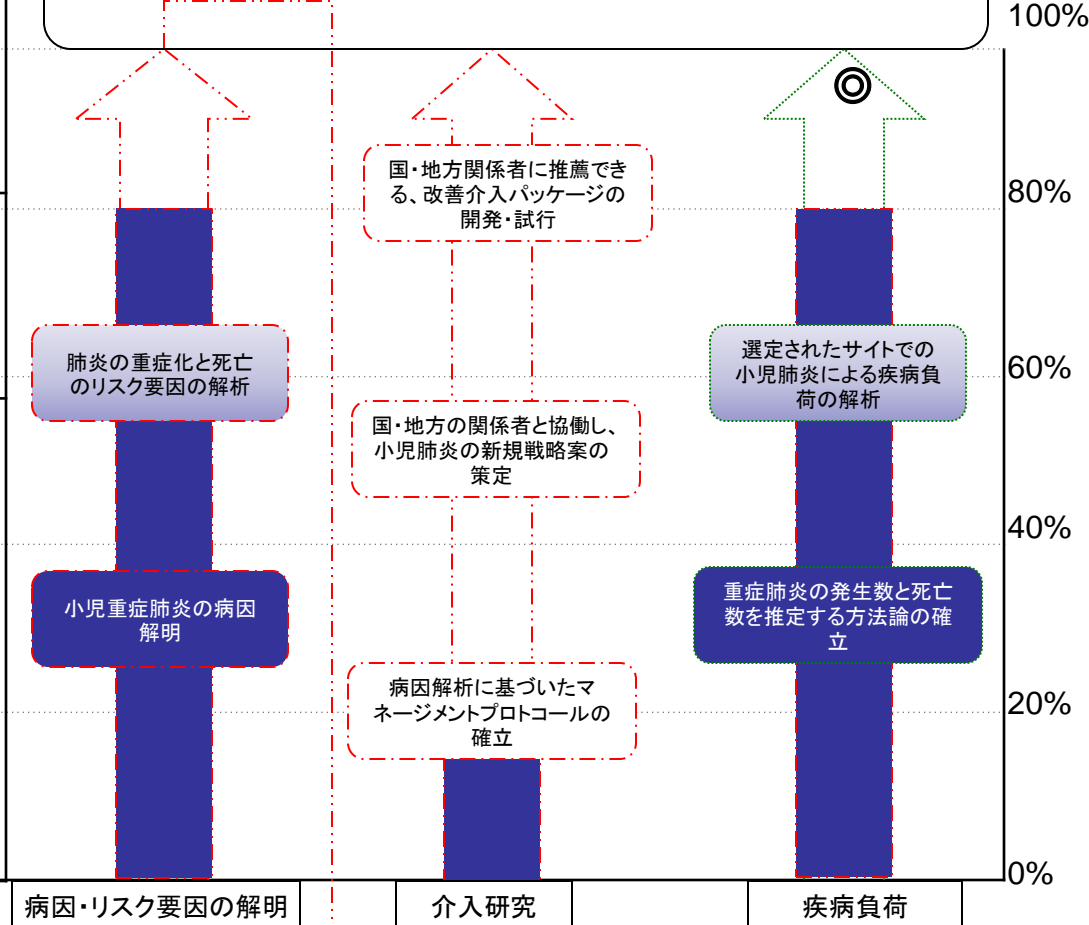 100%
◎
国・地方関係者に推薦でき
る、改善介入パッケージの
開発・試行
80%
肺炎の重症化と死亡
のリスク要因の解析
選定されたサイトでの
小児肺炎による疾病負
荷の解析
60%
国・地方の関係者と協働し、
小児肺炎の新規戦略案の
策定
40%
小児重症肺炎の病因
解明
重症肺炎の発生数と死亡
数を推定する方法論の確
立
病因解析に基づいたマ
ネージメントプロトコールの
確立
20%
0%
病因・リスク要因の解明
介入研究
疾病負荷